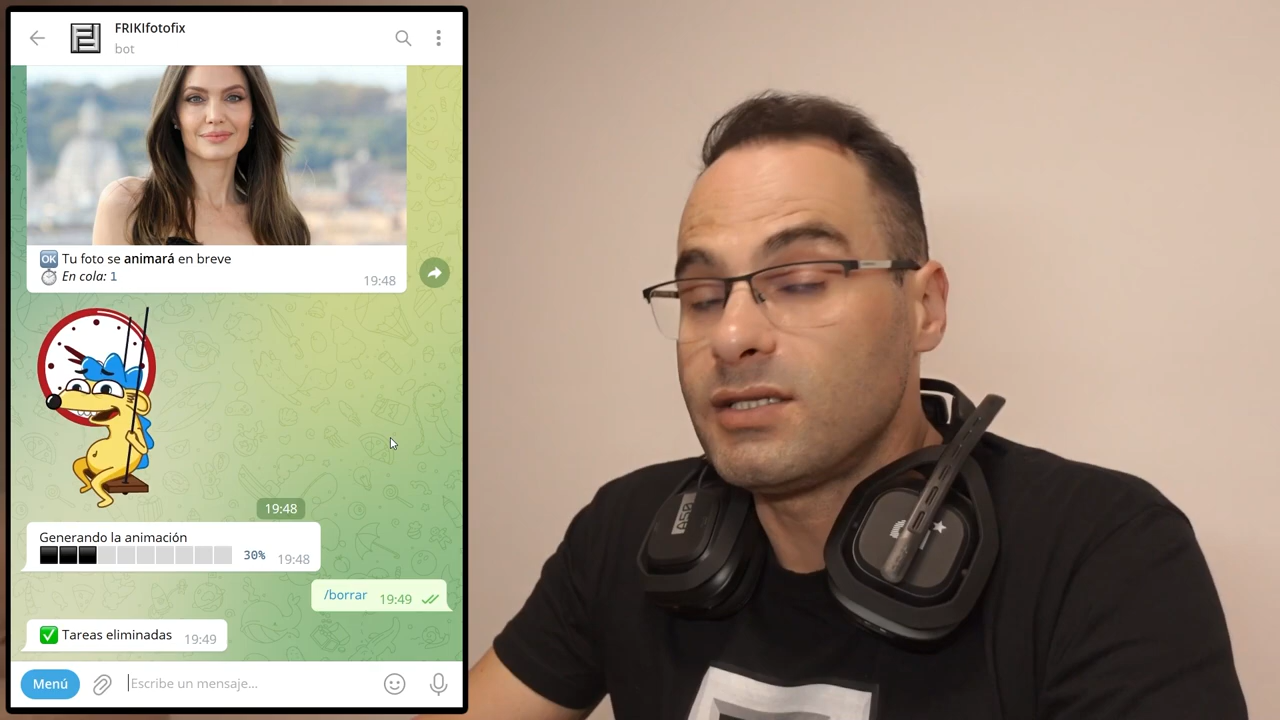 FRIKIfotofix
bot
OK Tu foto se animará en breve
En cola: 1
19:48
19:48
Generando la animación
30% 19:48
/borrar 19:49
Tareas eliminadas 19:49
Menú
Escribe un mensaje...
A50